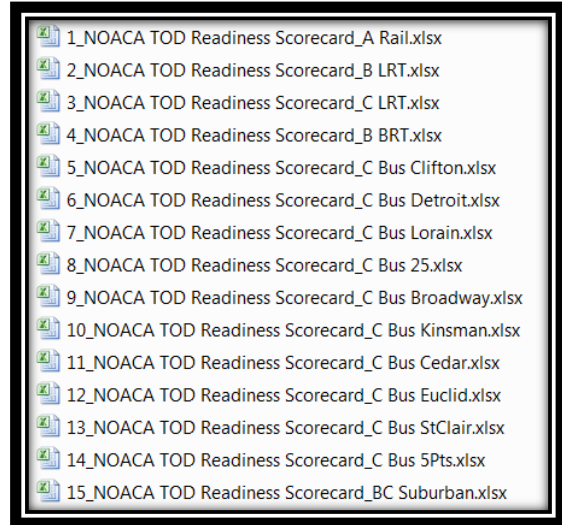 1_NOACA TOD Readiness Scorecard_A Rail.xlsx
2_NOACA TOD Readiness Scorecard_B LRT.xlsx
3_NOACA TOD Readiness Scorecard_C LRT.xlsx
4_NOACA TOD Readiness Scorecard_B BRT.xlsx
5_NOACA TOD Readiness Scorecard_C Bus Clifton.xlsx
6_NOACA TOD Readiness Scorecard_C Bus Detroit.xlsx
7_NOACA TOD Readiness Scorecard_C Bus Lorain.xlsx
8_NOACA TOD Readiness Scorecard_C Bus 25.xlsx
9_NOACA TOD Readiness Scorecard_C Bus Broadway.xlsx
10_NOACA TOD Readiness Scorecard_C Bus Kinsman.xlsx
11_NOACA TOD Readiness Scorecard_C Bus Cedar.xlsx
12_NOACA TOD Readiness Scorecard_C Bus Euclid.xlsx
13_NOACA TOD Readiness Scorecard_C Bus StClair.xlsx
14_NOACA TOD Readiness Scorecard_C Bus 5Pts.xlsx
15_NOACA TOD Readiness Scorecard_BC Suburban.xlsx